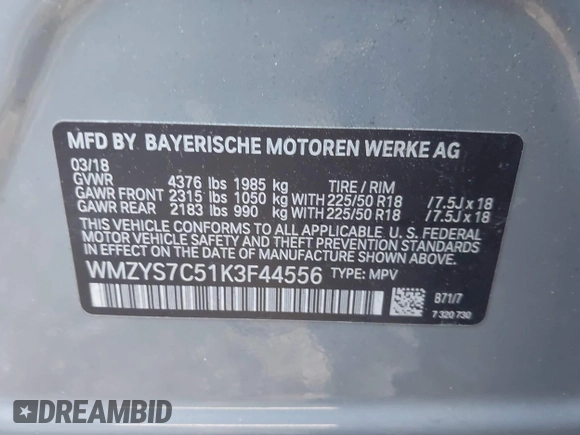 MFD BY BAYERISCHE MOTOREN WERKE AG
03/18
GVWR 4376 lbs 1985 kg TIRE / RIM
GAWR FRONT 2315 lbs 1050 kg WITH 225/50 R18 /7.5J x 18
GAWR REAR 2183 lbs 990 kg WITH 225/50 R18 /7.5J x 18
THIS VEHICLE CONFORMS TO ALL APPLICABLE U. S. FEDERAL
MOTOR VEHICLE SAFETY, BUMPER, AND THEFT PREVENTION
STANDARDS IN EFFECT ON THE DATE OF MANUFACTURE SHOWN ABOVE.
WMZYS7C51K3F44556 TYPE: MPV
B71/7
7 320 730
DREAMBID